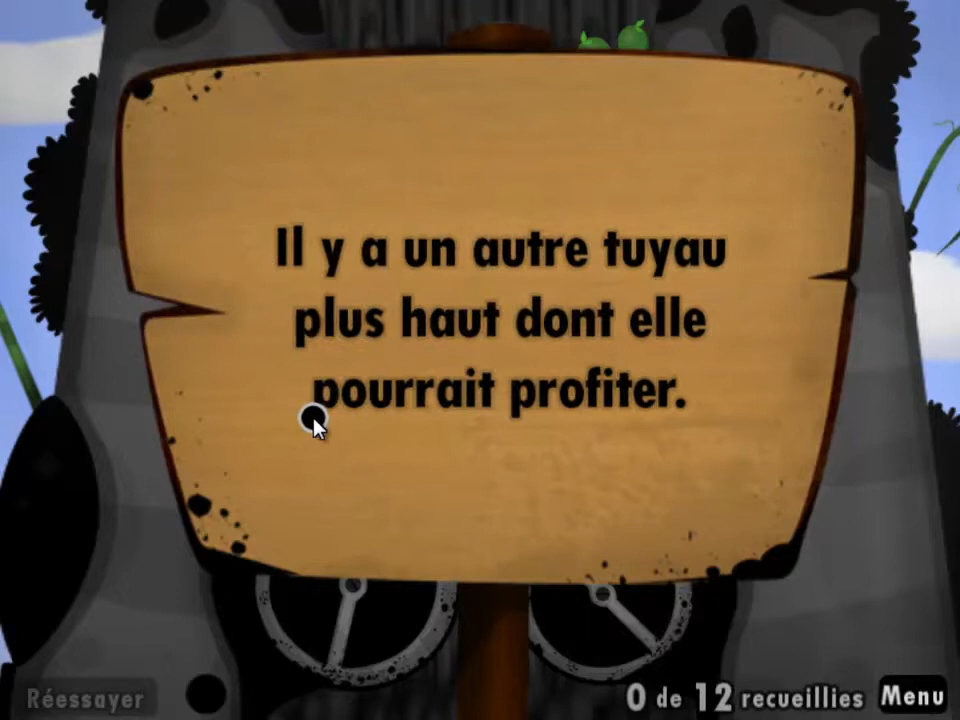 Il y a un autre tuyau
plus haut dont elle
pourrait profiter.
Réessayer
0 de 12 recueillies
Menu